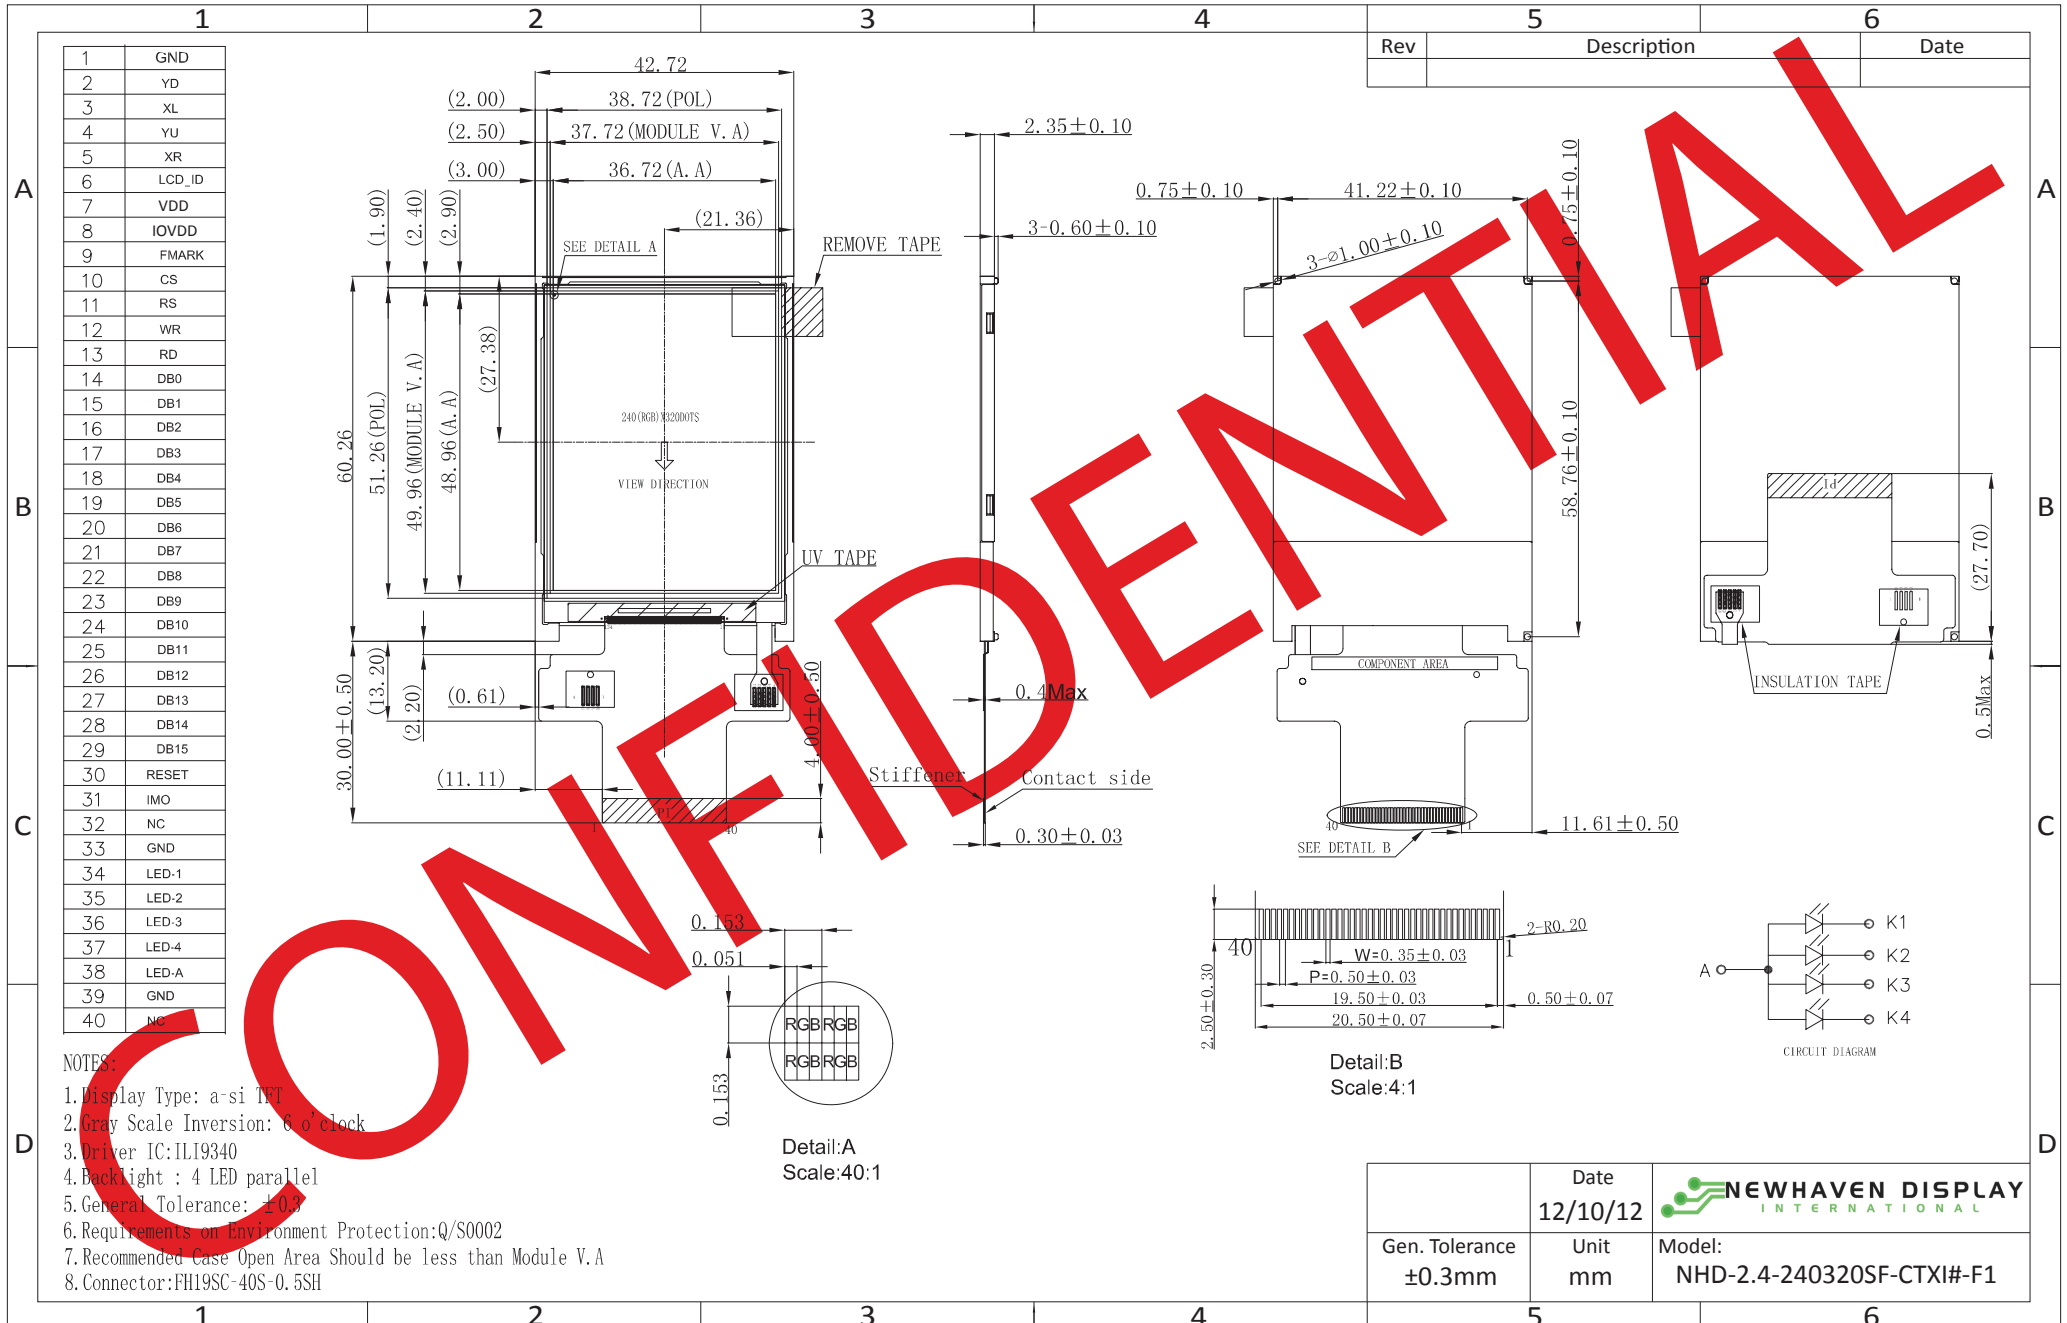 1 2 3 4 5 6
A
B
C
D
A
B
C
D
1 2 3 4 5 6
Rev Description Date
1 GND
2 YD
3 XL
4 YU
5 XR
6 LCD_ID
7 VDD
8 IOVDD
9 FMARK
10 CS
11 RS
12 WR
13 RD
14 DB0
15 DB1
16 DB2
17 DB3
18 DB4
19 DB5
20 DB6
21 DB7
22 DB8
23 DB9
24 DB10
25 DB11
26 DB12
27 DB13
28 DB14
29 DB15
30 RESET
31 IMO
32 NC
33 GND
34 LED-1
35 LED-2
36 LED-3
37 LED-4
38 LED-A
39 GND
40 NC
42.72
(2.00) 38.72(POL)
(2.50) 37.72(MODULE V.A)
(3.00) 36.72(A.A)
(1.90)
(2.40)
(2.90)
(21.36)
SEE DETAIL A
REMOVE TAPE
(27.38)
60.26
51.26(POL)
49.96(MODULE V.A)
48.96(A.A)
240(RGB)X320DOTS
VIEW DIRECTION
UV TAPE
30.00±0.50
(13.20)
(2.20)
(0.61)
(11.11)
4.00±0.50
PI
1 40
2.35±0.10
3-0.60±0.10
0.4Max
Stiffener
Contact side
0.30±0.03
0.75±0.10
41.22±0.10
0.75±0.10
3-⌀1.00±0.10
58.76±0.10
COMPONENT AREA
40 1
SEE DETAIL B
11.61±0.50
PI
(27.70)
INSULATION TAPE
0.5Max
0.153
0.051
0.153
RGBRGB
RGBRGB
Detail:A
Scale:40:1
40 1
2-R0.20
W=0.35±0.03
P=0.50±0.03
19.50±0.03
0.50±0.07
20.50±0.07
2.50±0.30
Detail:B
Scale:4:1
A
K1
K2
K3
K4
CIRCUIT DIAGRAM
NOTES:
1.Display Type: a-si TFT
2.Gray Scale Inversion: 6 o'clock
3.Driver IC:ILI9340
4.Backlight : 4 LED parallel
5.General Tolerance: ±0.3
6.Requirements on Environment Protection:Q/S0002
7.Recommended Case Open Area Should be less than Module V.A
8.Connector:FH19SC-40S-0.5SH
Date
12/10/12
NEWHAVEN DISPLAY
INTERNATIONAL
Gen. Tolerance
±0.3mm
Unit
mm
Model:
NHD-2.4-240320SF-CTXI#-F1
CONFIDENTIAL